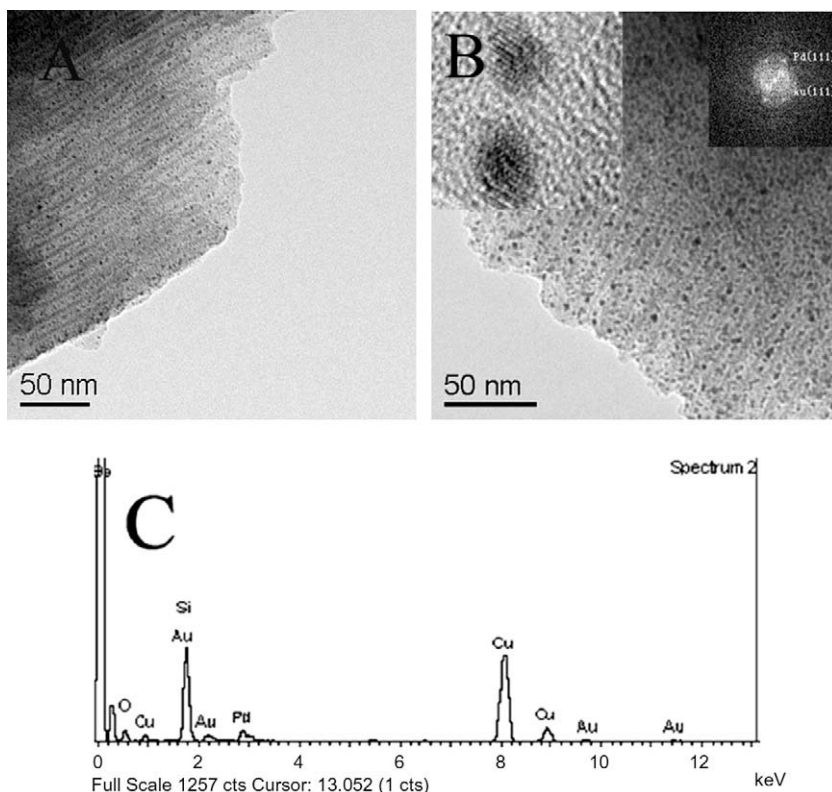 A
50 nm
B
Pd(111)
Au(111)
50 nm
C
Spectrum 2
Si
Au
O
Cu
Au
Pd
Cu
Cu
Au
Au
0 2 4 6 8 10 12
Full Scale 1257 cts Cursor: 13.052 (1 cts)
keV